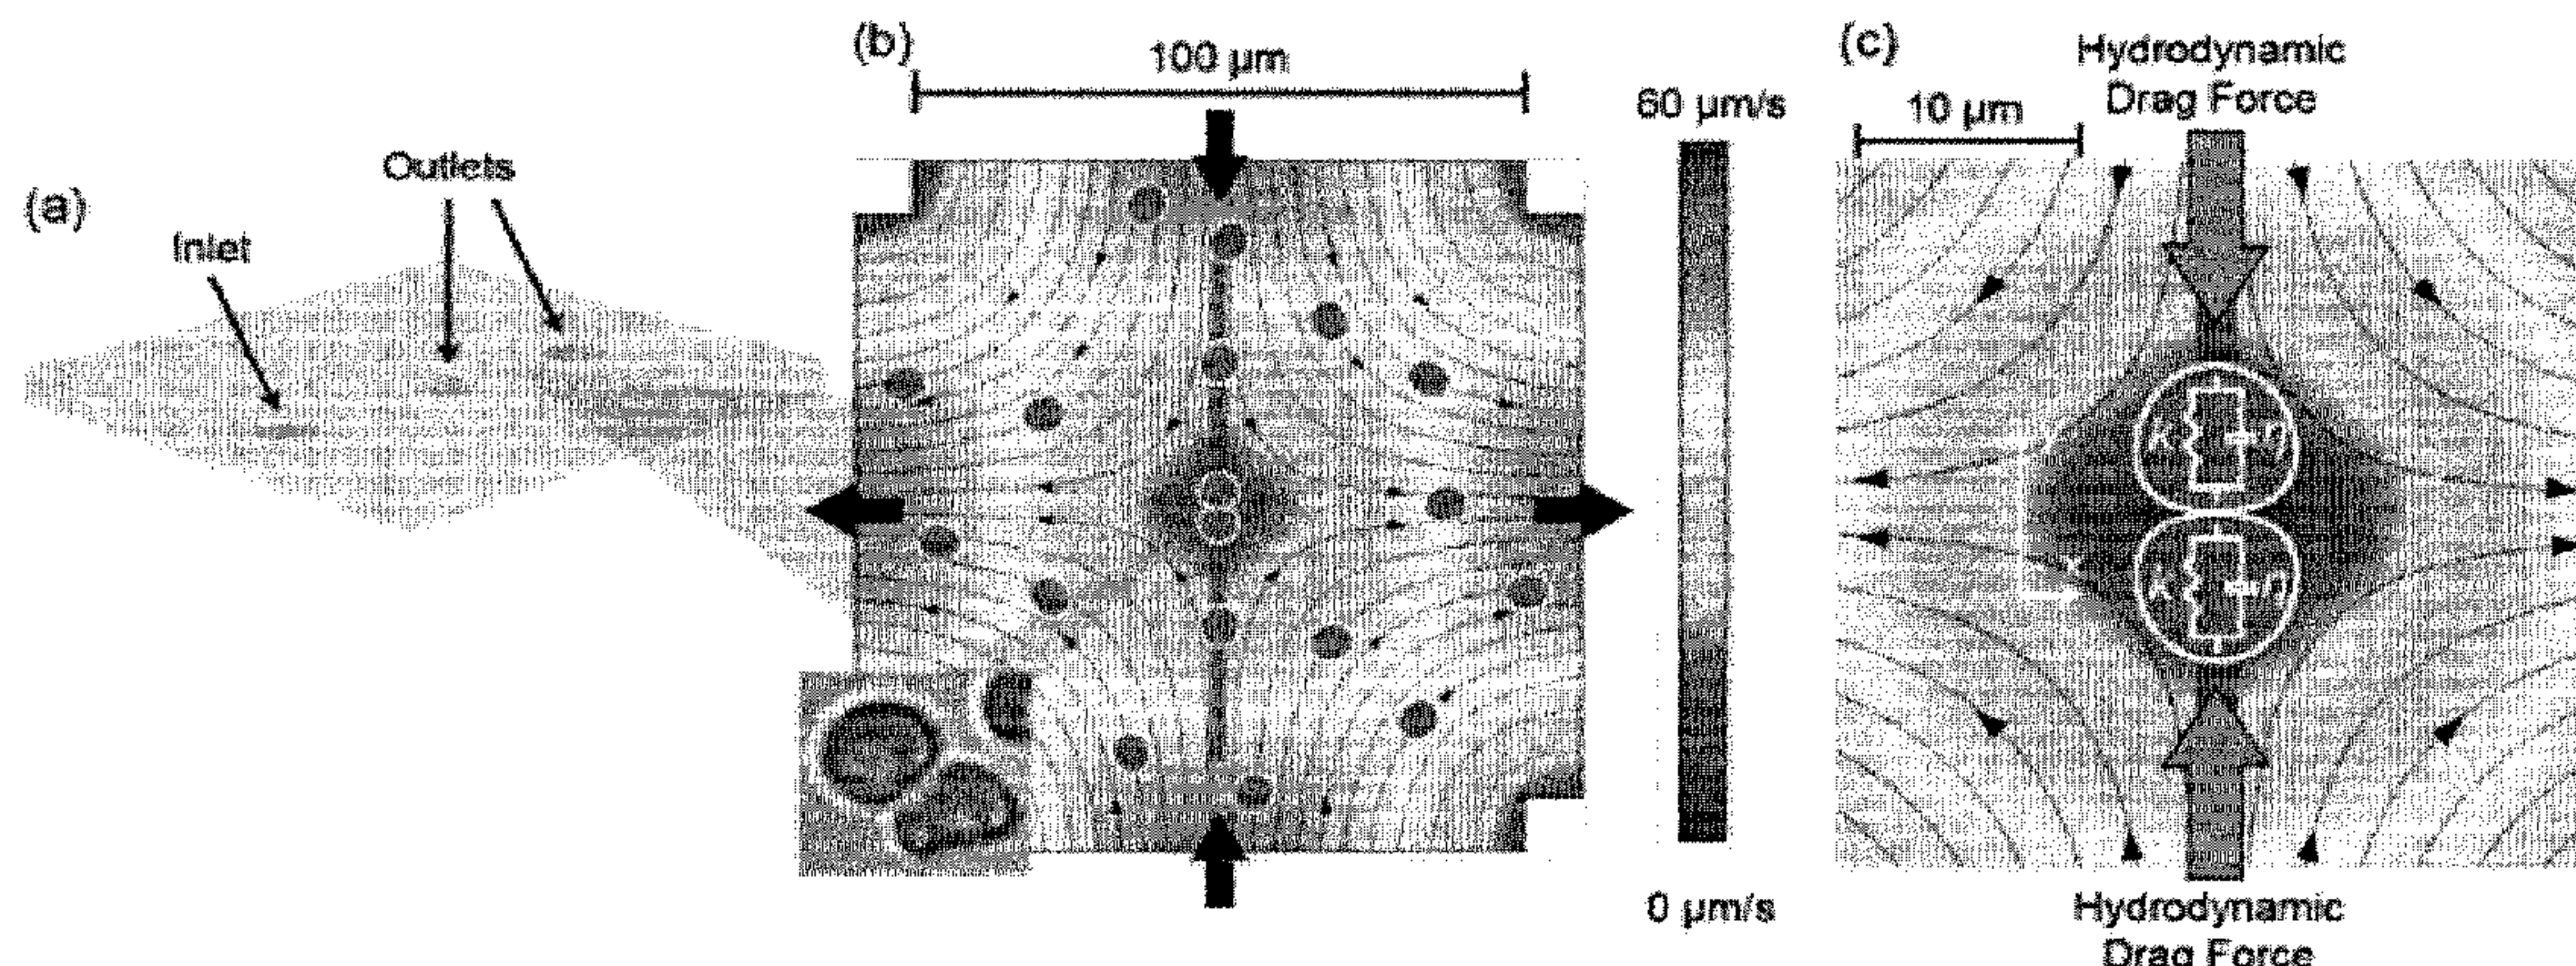 (a)
Inlet
Outlets
(b)
100 µm
60 µm/s
0 µm/s
(c)
10 µm
Hydrodynamic
Drag Force
Hydrodynamic
Drag Force